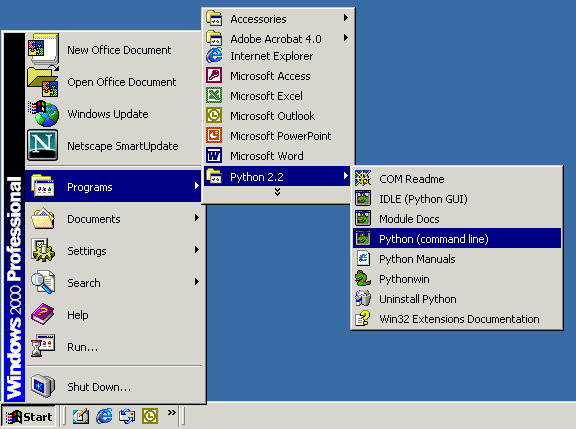 New Office Document
Open Office Document
Windows Update
Netscape SmartUpdate
Programs
Documents
Settings
Search
Help
Run...
Shut Down...
Windows 2000 Professional
Start
Accessories
Adobe Acrobat 4.0
Internet Explorer
Microsoft Access
Microsoft Excel
Microsoft Outlook
Microsoft PowerPoint
Microsoft Word
Python 2.2
COM Readme
IDLE (Python GUI)
Module Docs
Python (command line)
Python Manuals
Pythonwin
Uninstall Python
Win32 Extensions Documentation